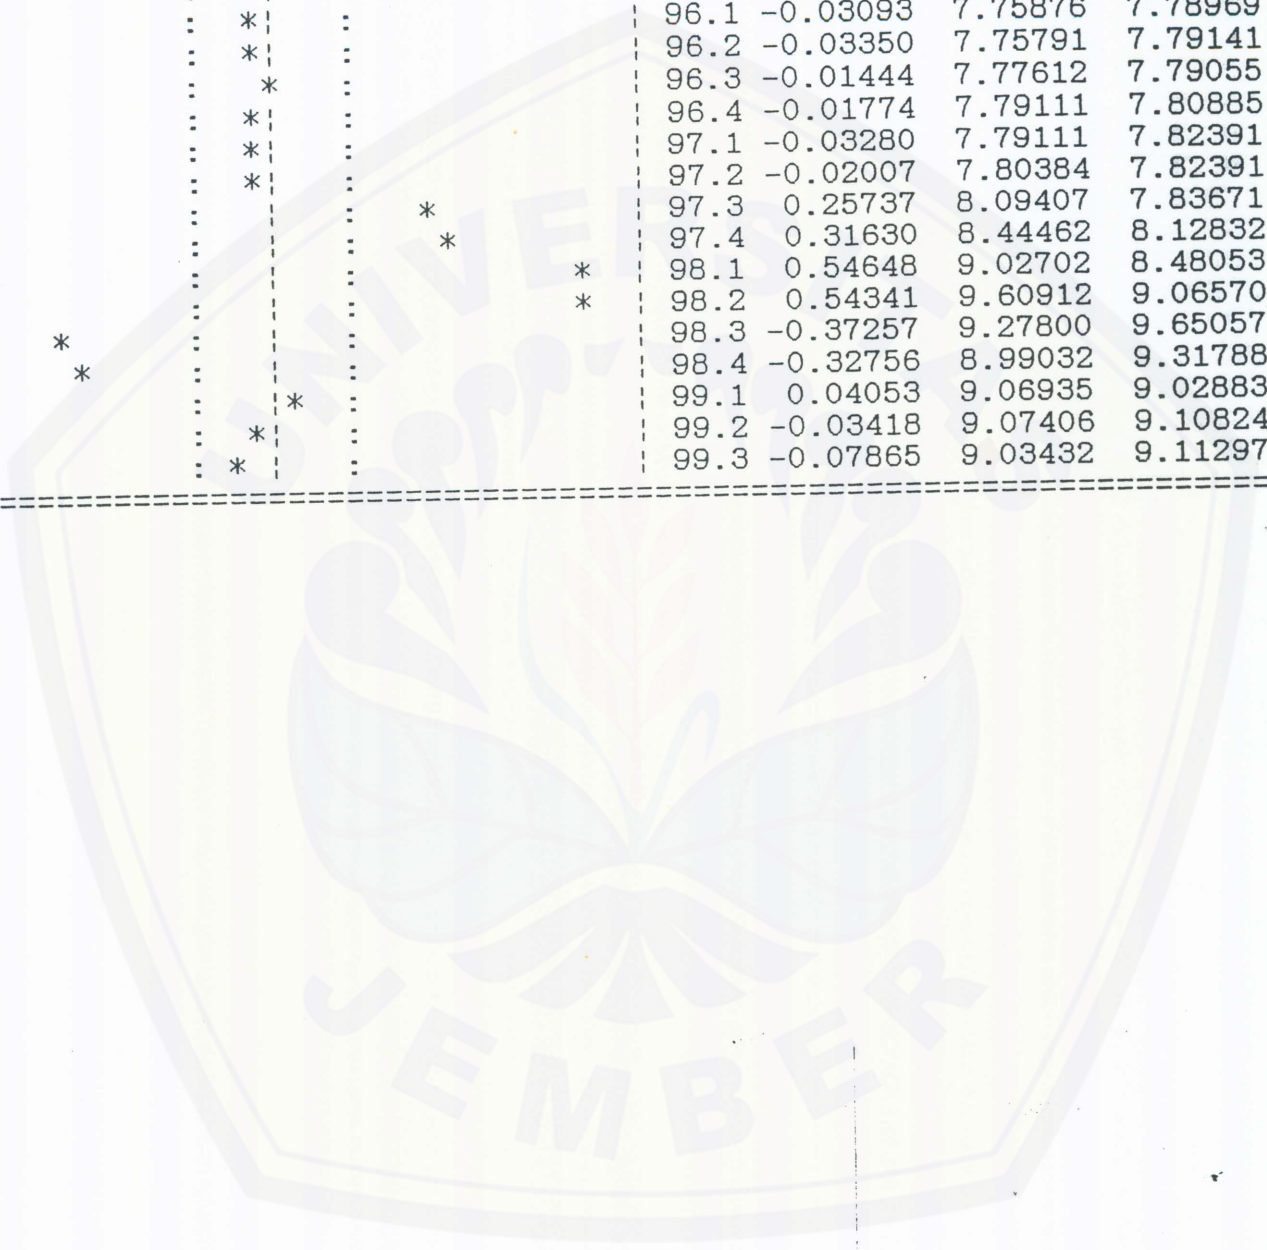 : *¦ : ¦ 96.1 -0.03093 7.75876 7.78969
: *¦ : ¦ 96.2 -0.03350 7.75791 7.79141
: * : ¦ 96.3 -0.01444 7.77612 7.79055
: *¦ : ¦ 96.4 -0.01774 7.79111 7.80885
: *¦ : ¦ 97.1 -0.03280 7.79111 7.82391
: *¦ : ¦ 97.2 -0.02007 7.80384 7.82391
: ¦ : * ¦ 97.3 0.25737 8.09407 7.83671
: ¦ : * ¦ 97.4 0.31630 8.44462 8.12832
: ¦ : * ¦ 98.1 0.54648 9.02702 8.48053
: ¦ : * ¦ 98.2 0.54341 9.60912 9.06570
* : ¦ : ¦ 98.3 -0.37257 9.27800 9.65057
* : ¦ : ¦ 98.4 -0.32756 8.99032 9.31788
: ¦* : ¦ 99.1 0.04053 9.06935 9.02883
: *¦ : ¦ 99.2 -0.03418 9.07406 9.10824
: * ¦ : ¦ 99.3 -0.07865 9.03432 9.11297
UNIVERSITAS
JEMBER